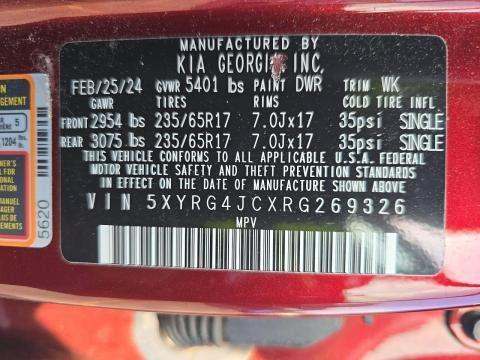 MANUFACTURED BY
KIA GEORGIA, INC.
FEB/25/24 GVWR 5401 lbs PAINT DWR TRIM WK
GAWR TIRES RIMS COLD TIRE INFL
FRONT 2954 lbs 235/65R17 7.0Jx17 35psi SINGLE
REAR 3075 lbs 235/65R17 7.0Jx17 35psi SINGLE
THIS VEHICLE CONFORMS TO ALL APPLICABLE U.S.A. FEDERAL
MOTOR VEHICLE SAFETY AND THEFT PREVENTION STANDARDS
IN EFFECT ON THE DATE OF MANUFACTURE SHOWN ABOVE.
VIN 5XYRG4JCXRG269326
MPV
5
1204
5620